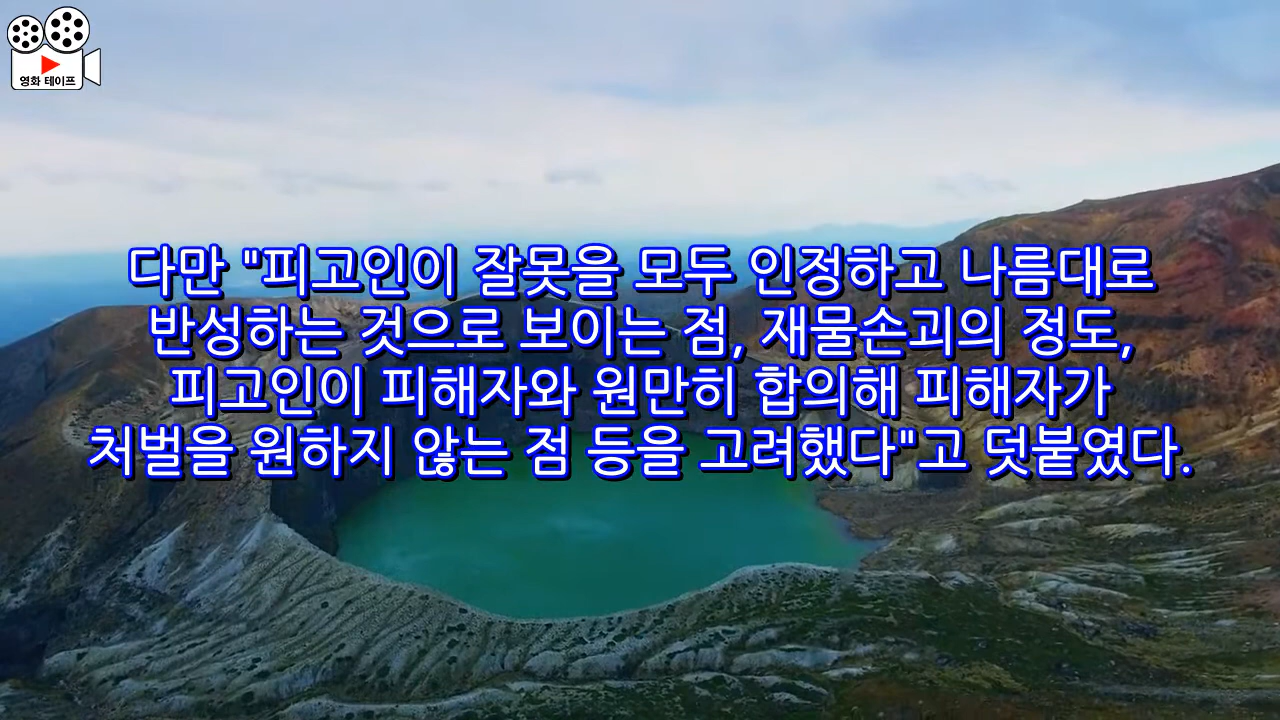 영화 테이프
다만 "피고인이 잘못을 모두 인정하고 나름대로
반성하는 것으로 보이는 점, 재물손괴의 정도,
피고인이 피해자와 원만히 합의해 피해자가
처벌을 원하지 않는 점 등을 고려했다"고 덧붙였다.